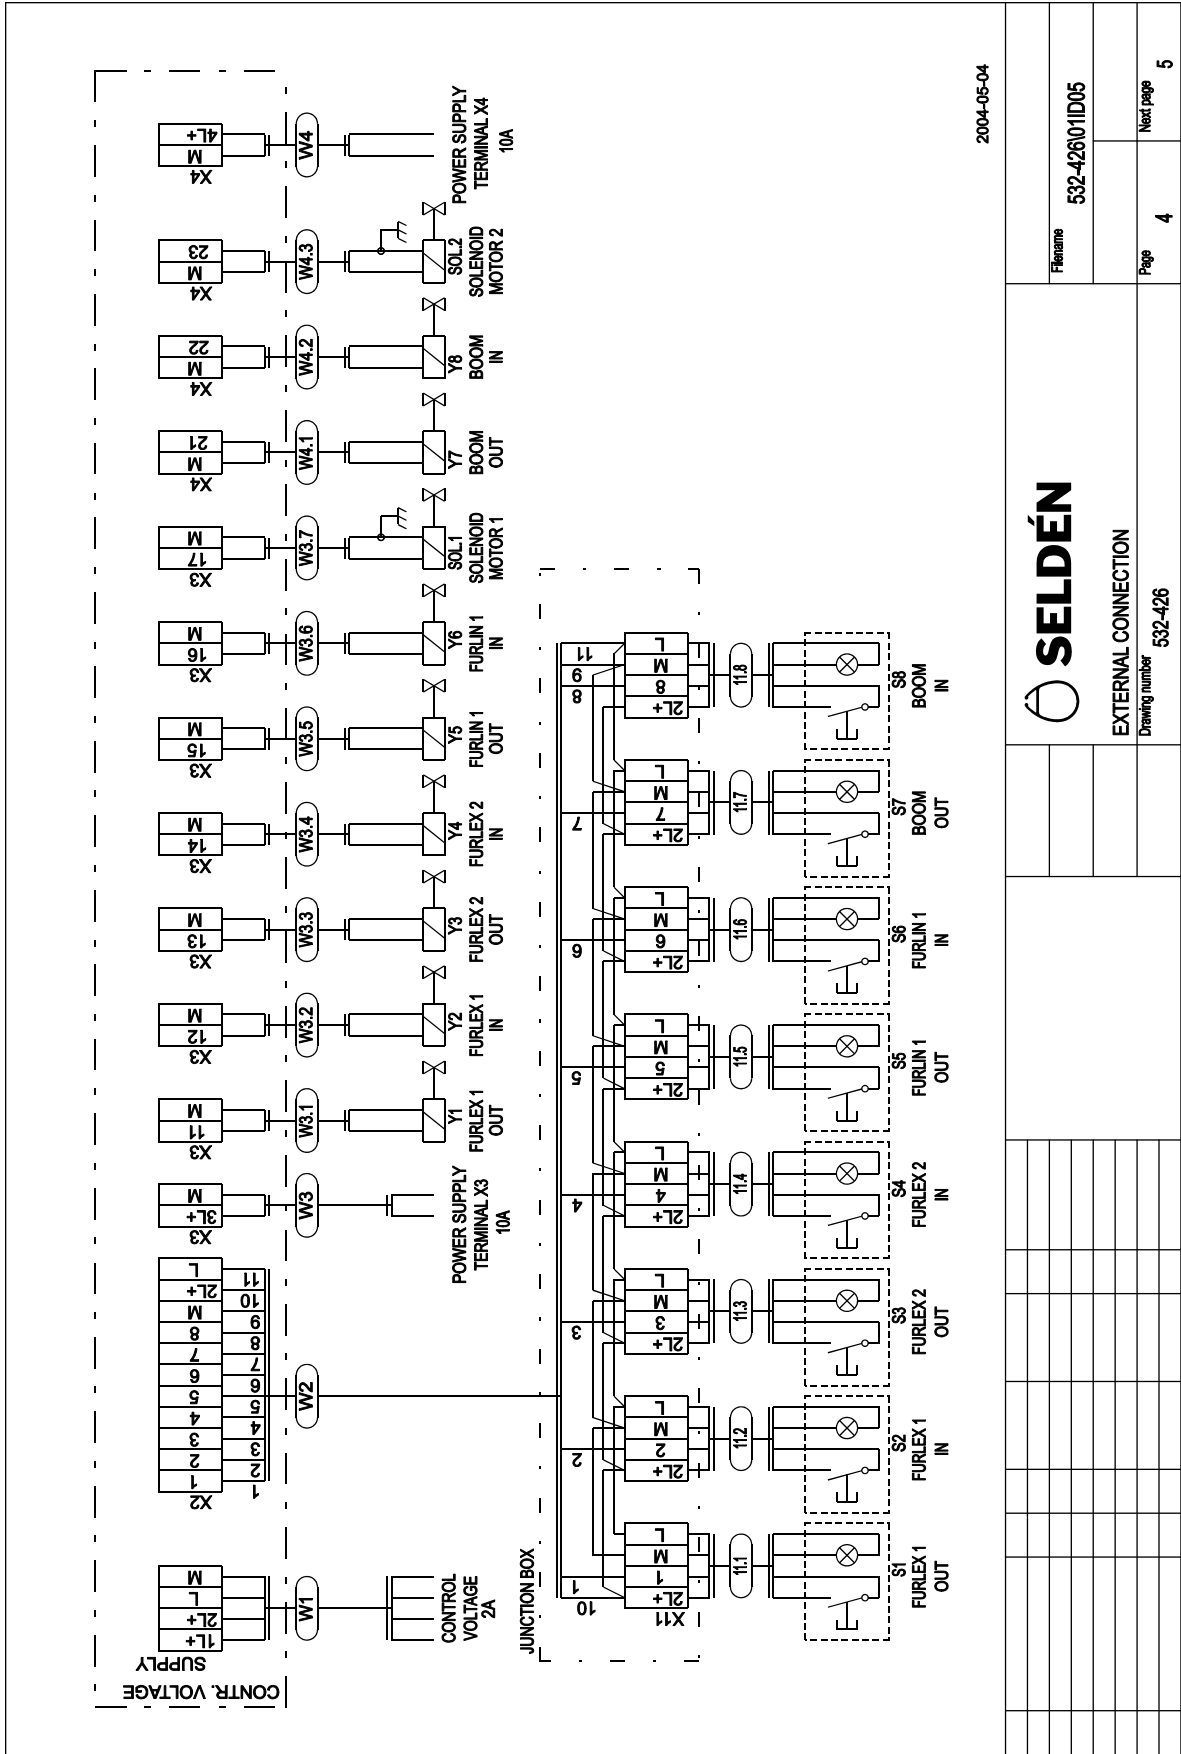 CONTR. VOLTAGE
SUPPLY
1L+ 2L+ L M
W1
CONTROL
VOLTAGE
2A
X2
1 2 3 4 5 6 7 8 M 2L+ L
1 2 3 4 5 6 7 8 9 10 11
W2
X3
3L+ M
W3
POWER SUPPLY
TERMINAL X3
10A
X3
11 M
W3.1
Y1
FURLEX 1
OUT
X3
12 M
W3.2
Y2
FURLEX 1
IN
X3
13 M
W3.3
Y3
FURLEX 2
OUT
X3
14 M
W3.4
Y4
FURLEX 2
IN
X3
15 M
W3.5
Y5
FURLIN 1
OUT
X3
16 M
W3.6
Y6
FURLIN 1
IN
X3
17 M
W3.7
SOL.1
SOLENOID
MOTOR 1
X4
M 21
W4.1
Y7
BOOM
OUT
X4
M 22
W4.2
Y8
BOOM
IN
X4
M 23
W4.3
SOL.2
SOLENOID
MOTOR 2
X4
M 4L+
W4
POWER SUPPLY
TERMINAL X4
10A
JUNCTION BOX
10 1 2 3 4 5 6 7 8 9 11
X11
2L+ 1 M L
2L+ 2 M L
2L+ 3 M L
2L+ 4 M L
2L+ 5 M L
2L+ 6 M L
2L+ 7 M L
2L+ 8 M L
11.1 11.2 11.3 11.4 11.5 11.6 11.7 11.8
S1
FURLEX 1
OUT
S2
FURLEX 1
IN
S3
FURLEX 2
OUT
S4
FURLEX 2
IN
S5
FURLIN 1
OUT
S6
FURLIN 1
IN
S7
BOOM
OUT
S8
BOOM
IN
2004-05-04
SELDÉN
EXTERNAL CONNECTION
Drawing number
532-426
Filename
532-426\01ID05
Page
4
Next page
5